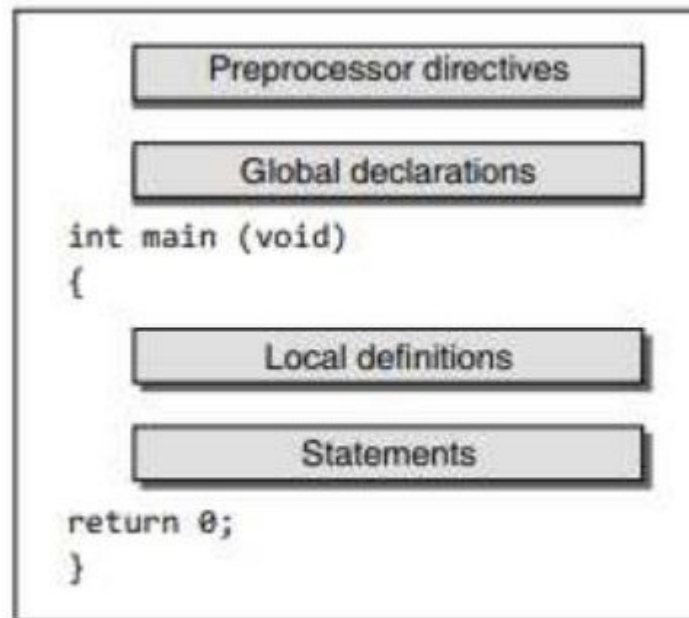 Preprocessor directives
Global declarations
int main (void)
{
Local definitions
Statements
return 0;
}